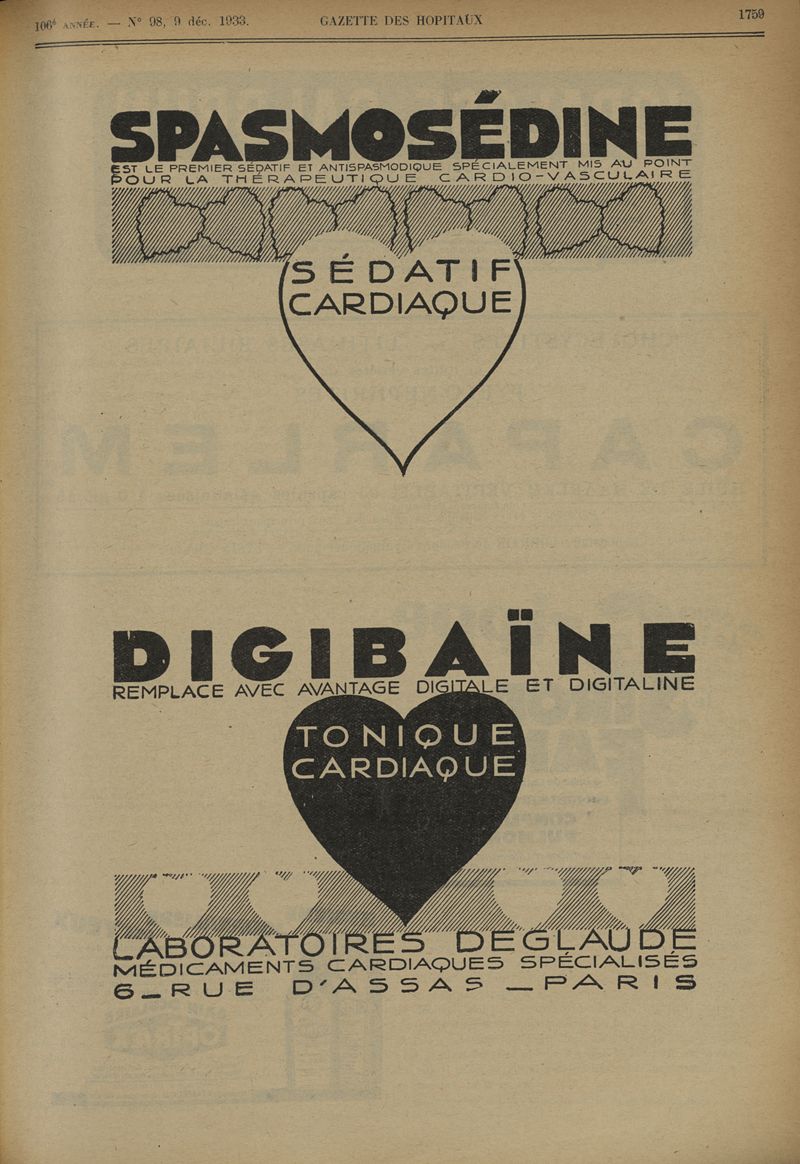 106e ANNÉE. — N° 98, 9 déc. 1933. GAZETTE DES HOPITAUX 1759
SPASMOSÉDINE
EST LE PREMIER SÉDATIF ET ANTISPASMODIQUE SPÉCIALEMENT MIS AU POINT
POUR LA THÉRAPEUTIQUE CARDIO-VASCULAIRE
SÉDATIF
CARDIAQUE
DIGIBAÏNE
REMPLACE AVEC AVANTAGE DIGITALE ET DIGITALINE
TONIQUE
CARDIAQUE
LABORATOIRES DEGLAUDE
MÉDICAMENTS CARDIAQUES SPÉCIALISÉS
6_RUE D'ASSAS _PARIS